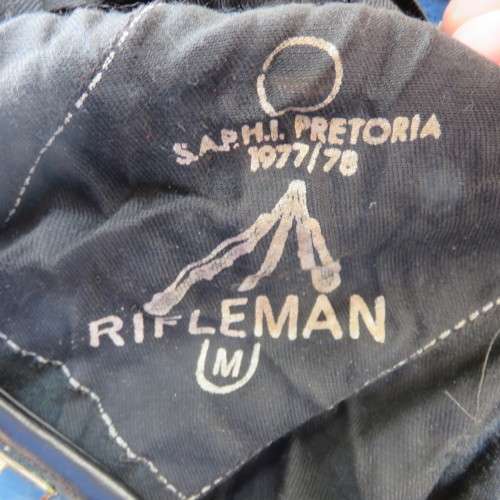 S.A.P.H.I. PRETORIA
1977/78
RIFLEMAN
M